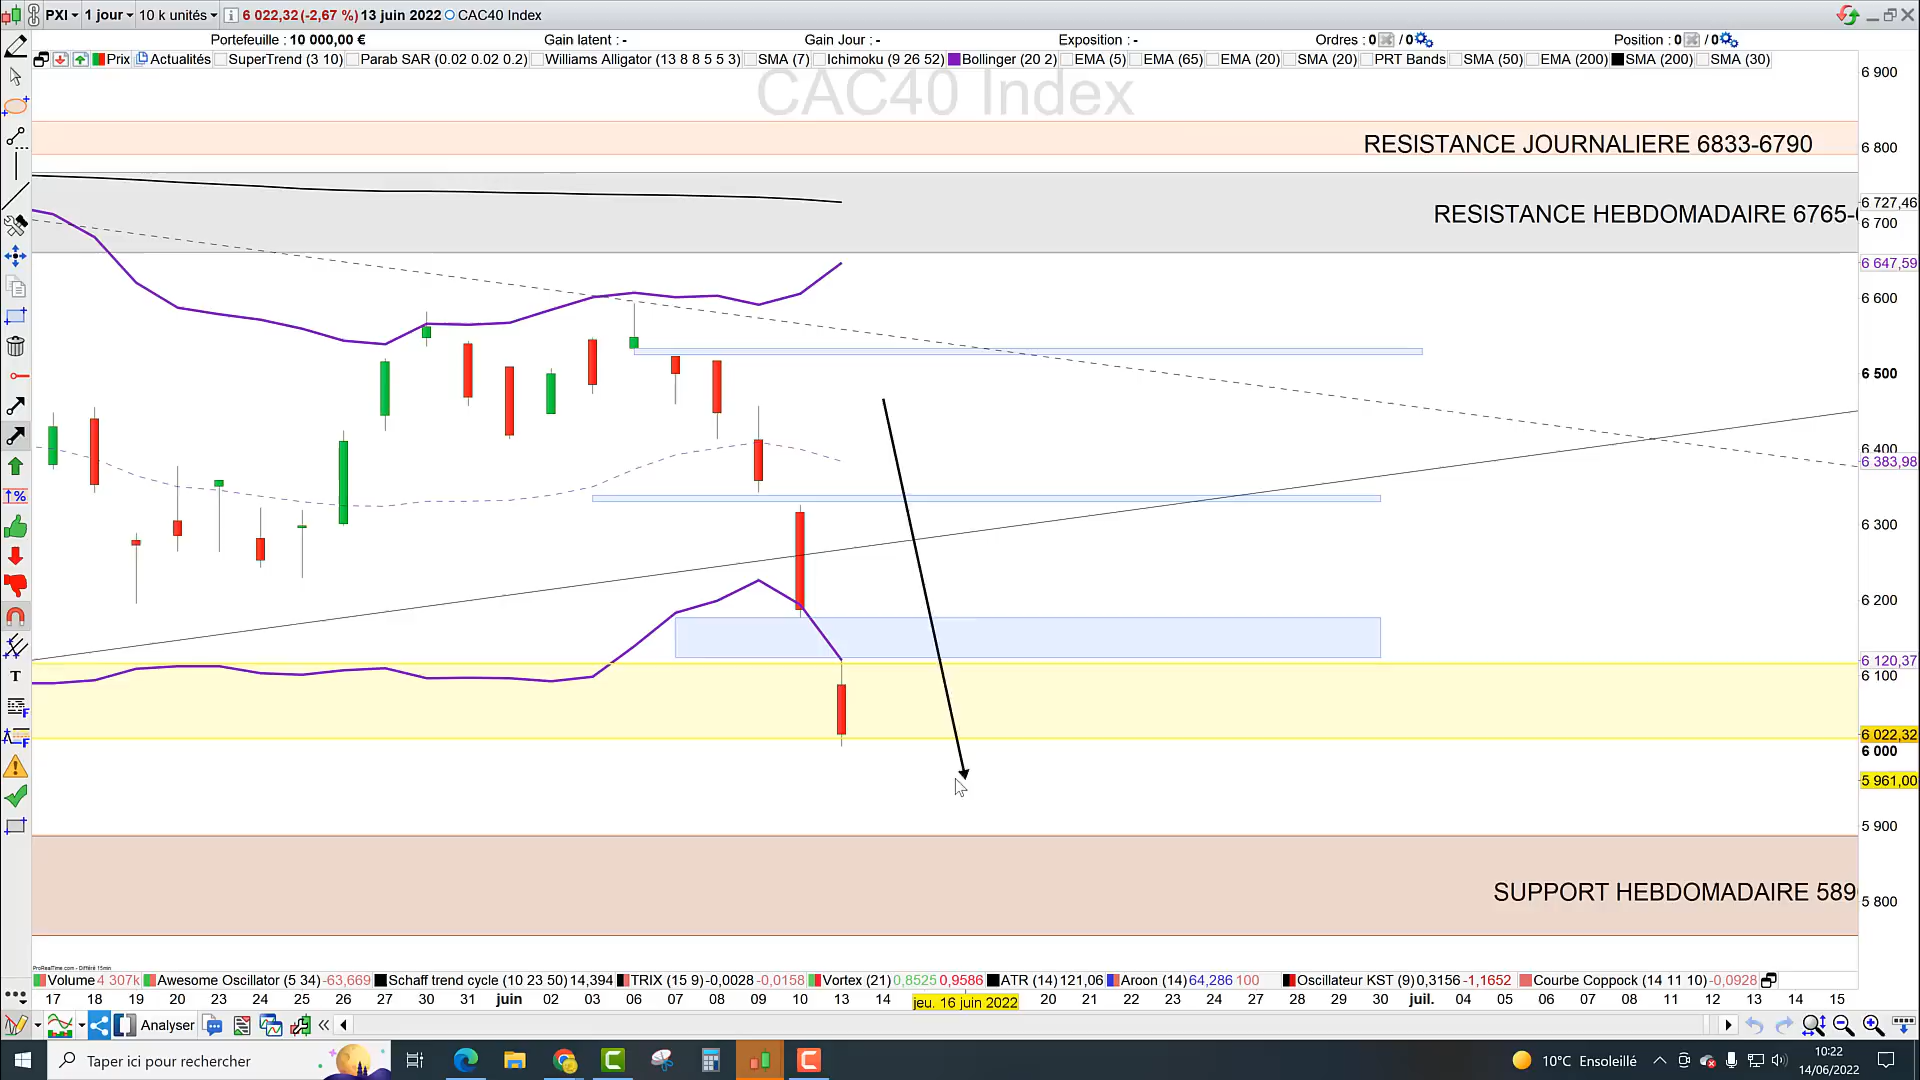 PXI 1 jour 10 k unités 6 022,32 (-2,67 %) 13 juin 2022 CAC40 Index
Portefeuille : 10 000,00 € Gain latent : - Gain Jour : - Exposition : - Ordres : 0 / 0 Position : 0 / 0
Prix Actualités SuperTrend (3 10) Parab SAR (0.02 0.02 0.2) Williams Alligator (13 8 8 5 5 3) SMA (7) Ichimoku (9 26 52) Bollinger (20 2) EMA (5) EMA (65) EMA (20) SMA (20) PRT Bands SMA (50) EMA (200) SMA (200) SMA (30)
CAC40 Index
6 900
RESISTANCE JOURNALIERE 6833-6790
6 800
6 727,46
RESISTANCE HEBDOMADAIRE 6765-
6 700
6 647,59
6 600
6 500
6 400
6 383,98
6 300
6 200
6 120,37
6 100
6 022,32
6 000
5 961,00
5 900
SUPPORT HEBDOMADAIRE 589
5 800
ProRealTime.com - Différé 15min
Volume 4 307k Awesome Oscillator (5 34) -63,669 Schaff trend cycle (10 23 50) 14,394 TRIX (15 9) -0,0028 -0,0158 Vortex (21) 0,8525 0,9586 ATR (14) 121,06 Aroon (14) 64,286 100 Oscillateur KST (9) 0,3156 -1,1652 Courbe Coppock (14 11 10) -0,0928
17 18 19 20 23 24 25 26 27 30 31 juin 02 03 06 07 08 09 10 13 14 jeu. 16 juin 2022 20 21 22 23 24 27 28 29 30 juil. 04 05 06 07 08 11 12 13 14 15
Analyser
Taper ici pour rechercher
10°C Ensoleillé
10:22
14/06/2022